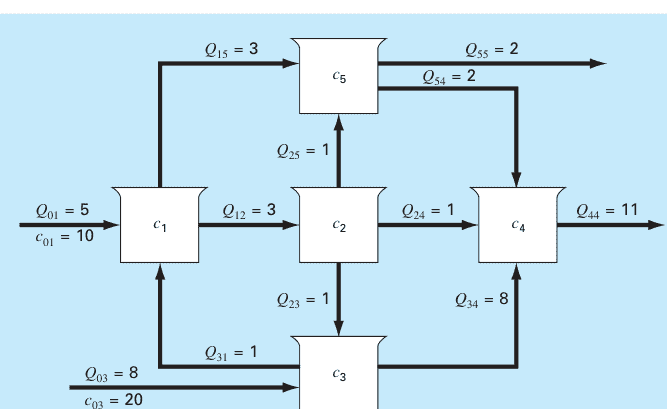 Q15 = 3
Q55 = 2
c5
Q54 = 2
Q25 = 1
Q01 = 5
c01 = 10
c1
Q12 = 3
c2
Q24 = 1
c4
Q44 = 11
Q23 = 1
Q34 = 8
Q31 = 1
Q03 = 8
c03 = 20
c3